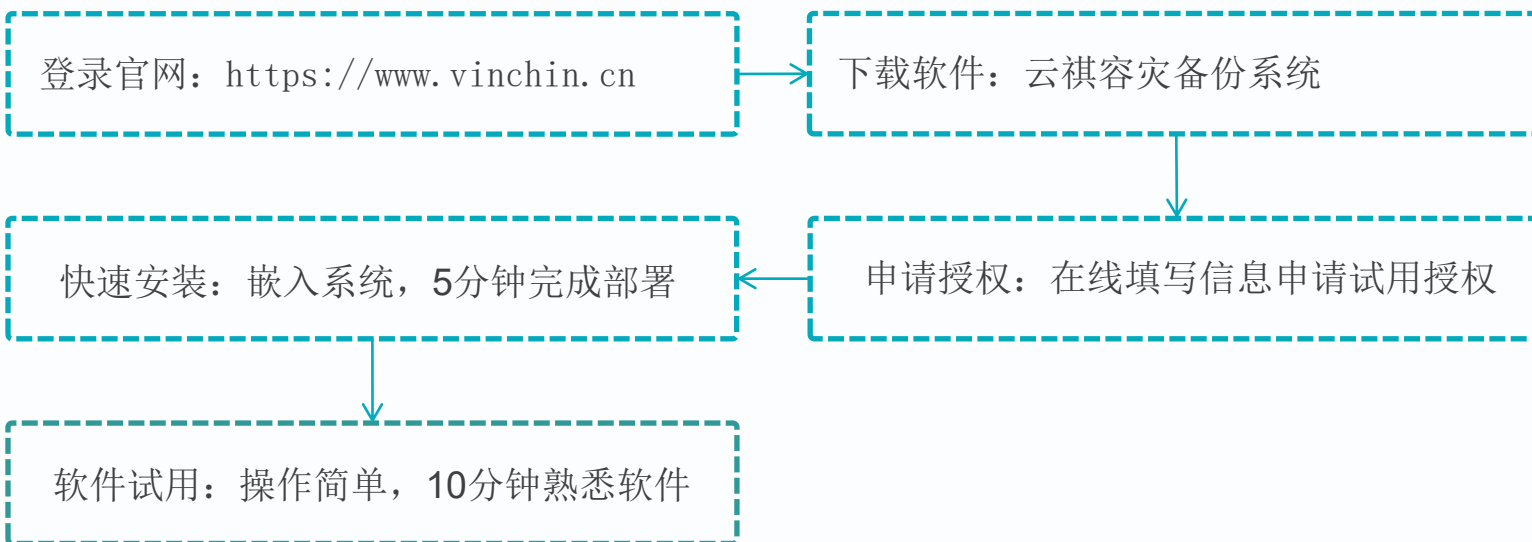 登录官网：https://www.vinchin.cn
下载软件：云祺容灾备份系统
申请授权：在线填写信息申请试用授权
快速安装：嵌入系统，5分钟完成部署
软件试用：操作简单，10分钟熟悉软件